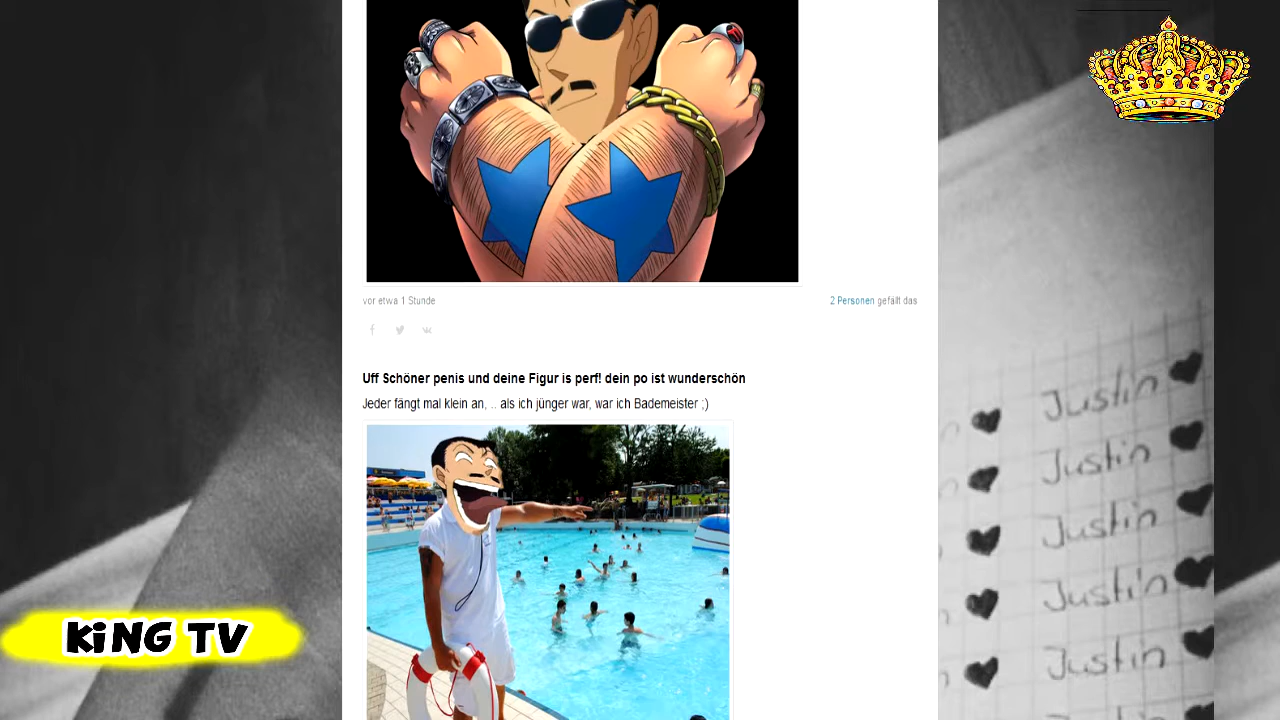 vor etwa 1 Stunde
2 Personen gefällt das
Uff Schöner penis und deine Figur is perf! dein po ist wunderschön
Jeder fängt mal klein an, .. als ich jünger war, war ich Bademeister ;)
Justin
Justin
Justin
Justin
Justin
KiNG TV